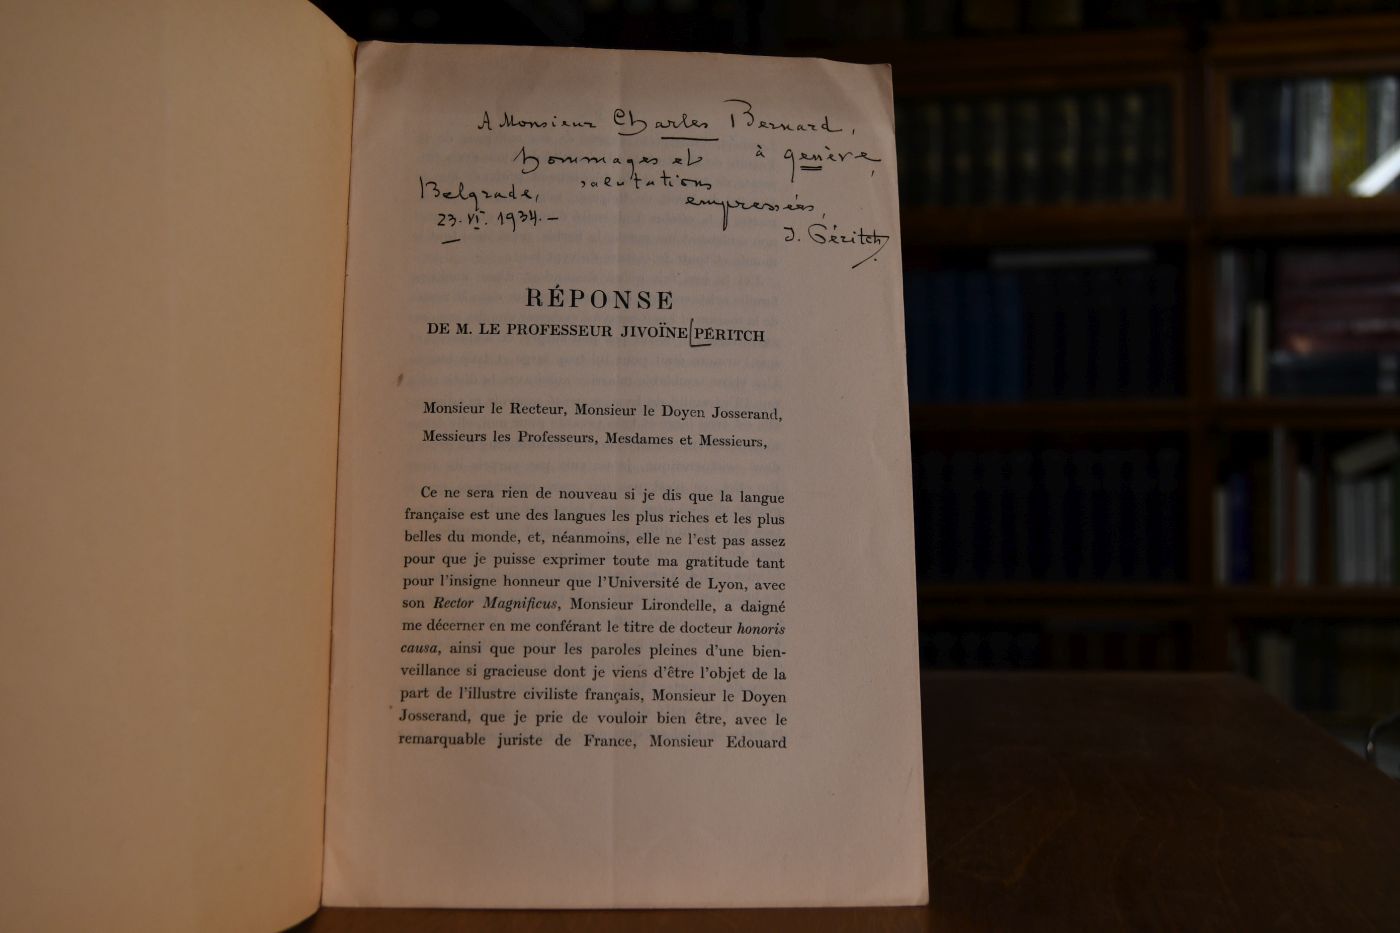 A Monsieur Charles Bernard,
à Genève,
hommages et
salutations
empressées,
Belgrade,
23. VI. 1934. –
J. Péritch
RÉPONSE
DE M. LE PROFESSEUR JIVOÏNE PÉRITCH
Monsieur le Recteur, Monsieur le Doyen Josserand,
Messieurs les Professeurs, Mesdames et Messieurs,
Ce ne sera rien de nouveau si je dis que la langue
française est une des langues les plus riches et les plus
belles du monde, et, néanmoins, elle ne l'est pas assez
pour que je puisse exprimer toute ma gratitude tant
pour l'insigne honneur que l'Université de Lyon, avec
son Rector Magnificus, Monsieur Lirondelle, a daigné
me décerner en me conférant le titre de docteur honoris
causa, ainsi que pour les paroles pleines d'une bien-
veillance si gracieuse dont je viens d'être l'objet de la
part de l'illustre civiliste français, Monsieur le Doyen
Josserand, que je prie de vouloir bien être, avec le
remarquable juriste de France, Monsieur Edouard